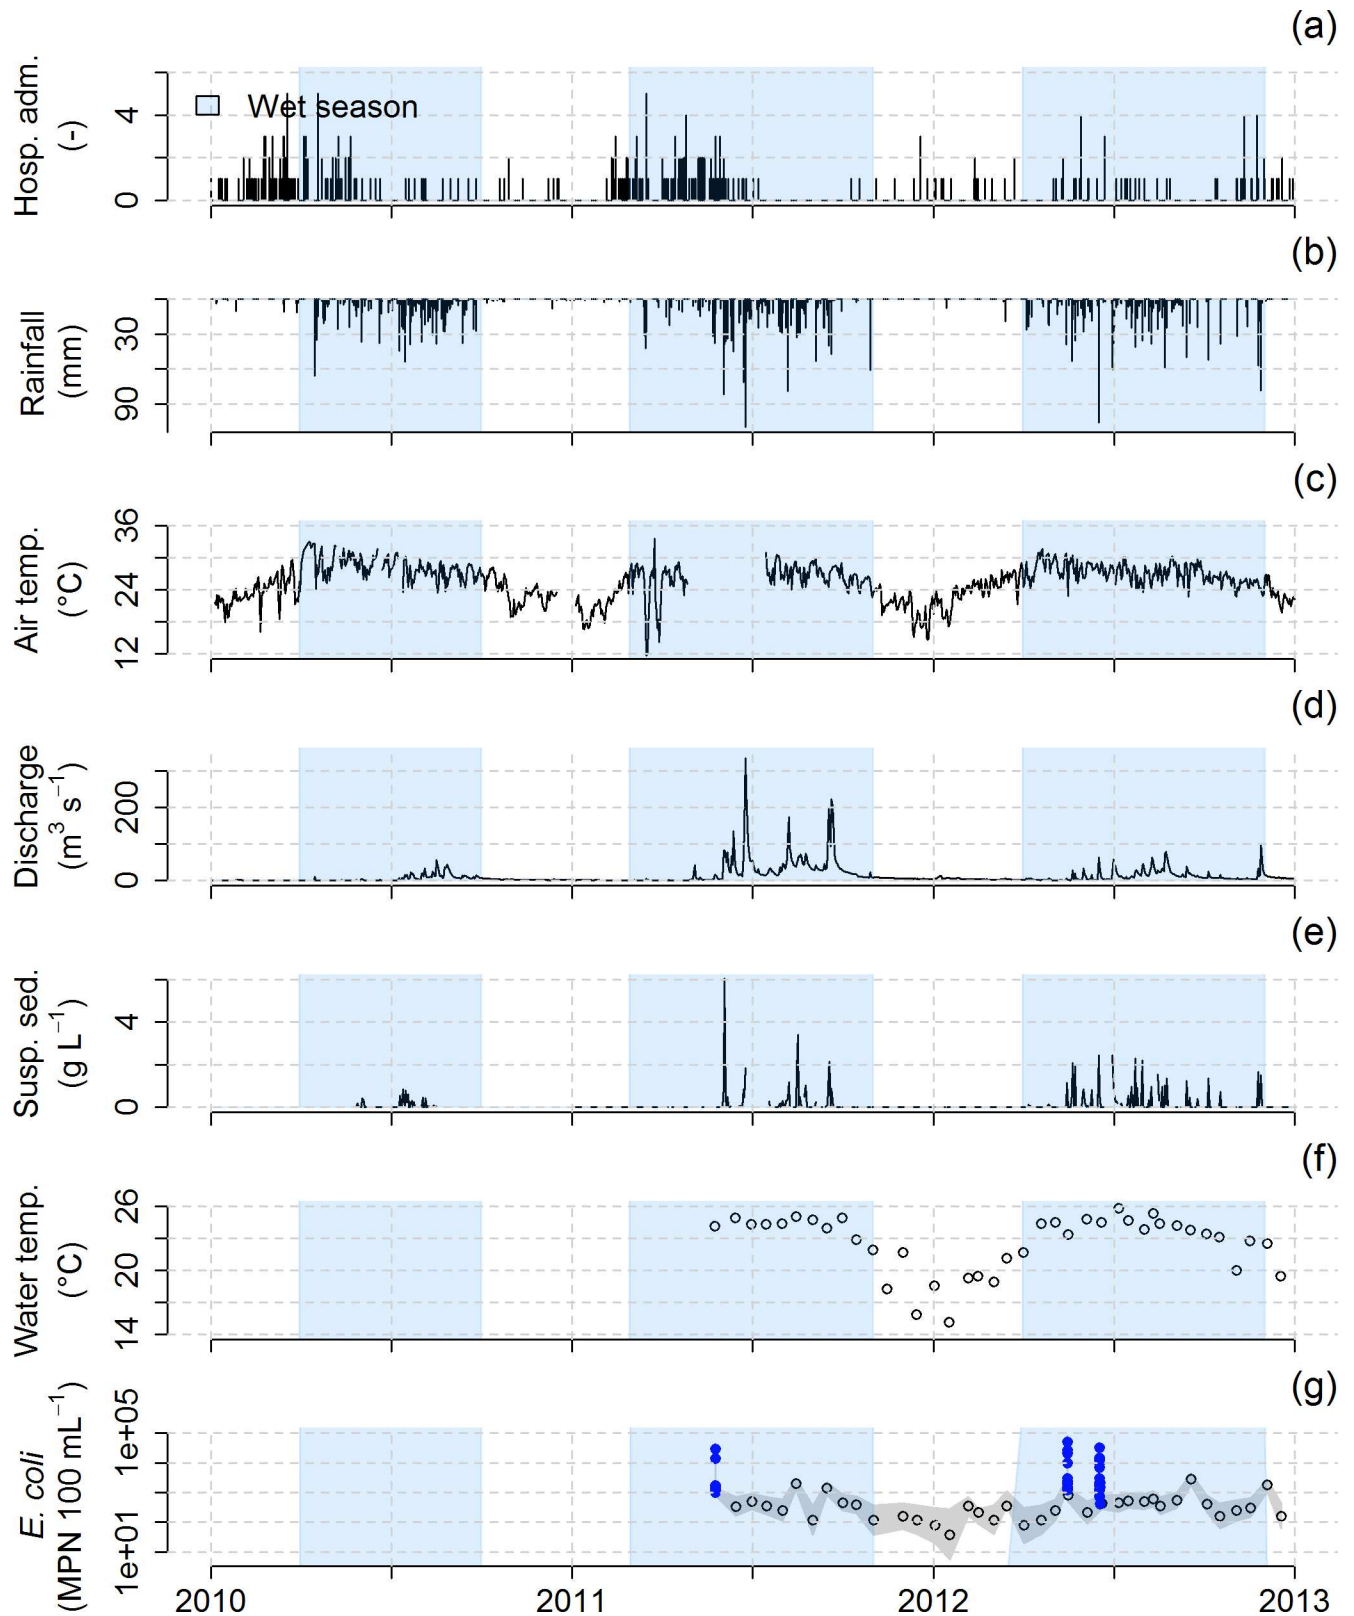 (a)
Hosp. adm.
(-)
4
0
Wet season
(b)
Rainfall
(mm)
30
90
(c)
Air temp.
(°C)
36
24
12
(d)
Discharge
(m³ s⁻¹)
200
0
(e)
Susp. sed.
(g L⁻¹)
4
0
(f)
Water temp.
(°C)
26
20
14
(g)
E. coli
(MPN 100 mL⁻¹)
1e+05
1e+01
2010 2011 2012 2013